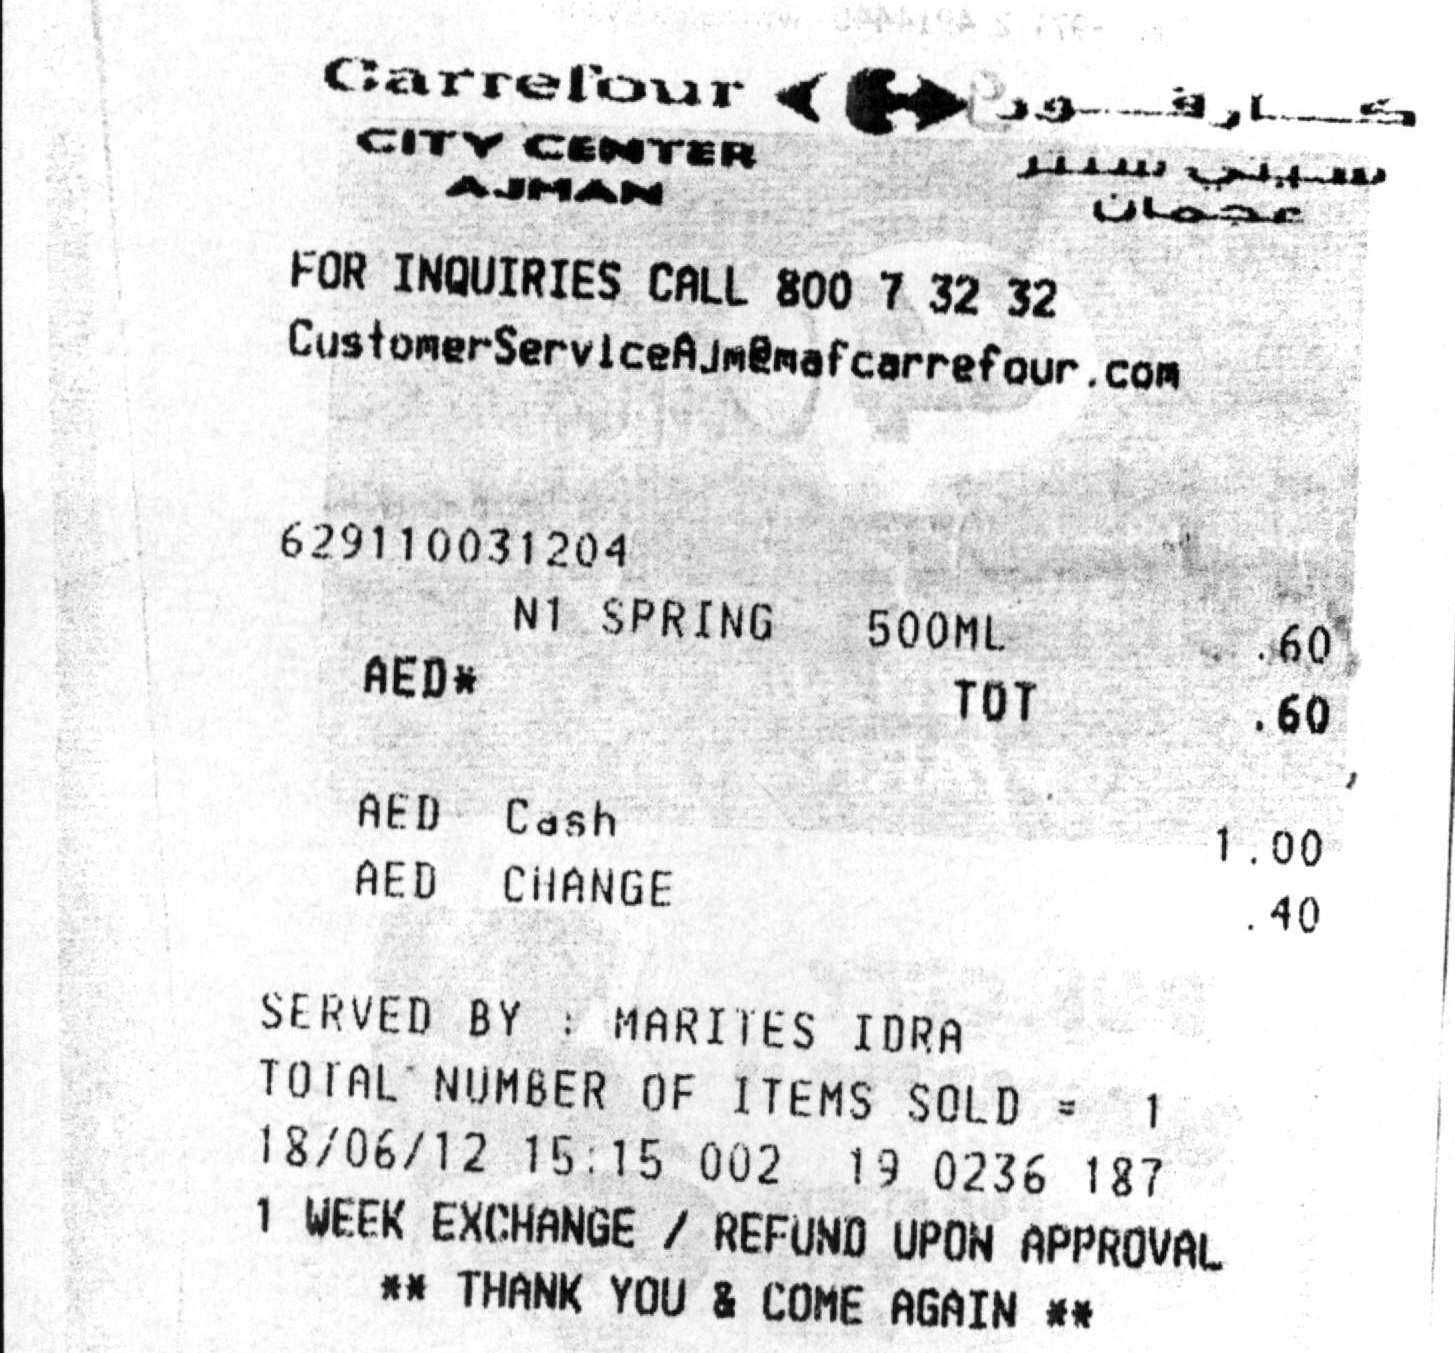 Carrefour كارفور
CITY CENTER سيتي سنتر
AJMAN عجمان
FOR INQUIRIES CALL 800 7 32 32
CustomerServiceAJm@mafcarrefour.com
629110031204
N1 SPRING 500ML .60
AED* TOT .60
AED Cash 1.00
AED CHANGE .40
SERVED BY : MARITES IDRA
TOTAL NUMBER OF ITEMS SOLD = 1
18/06/12 15:15 002 19 0236 187
1 WEEK EXCHANGE / REFUND UPON APPROVAL
** THANK YOU & COME AGAIN **